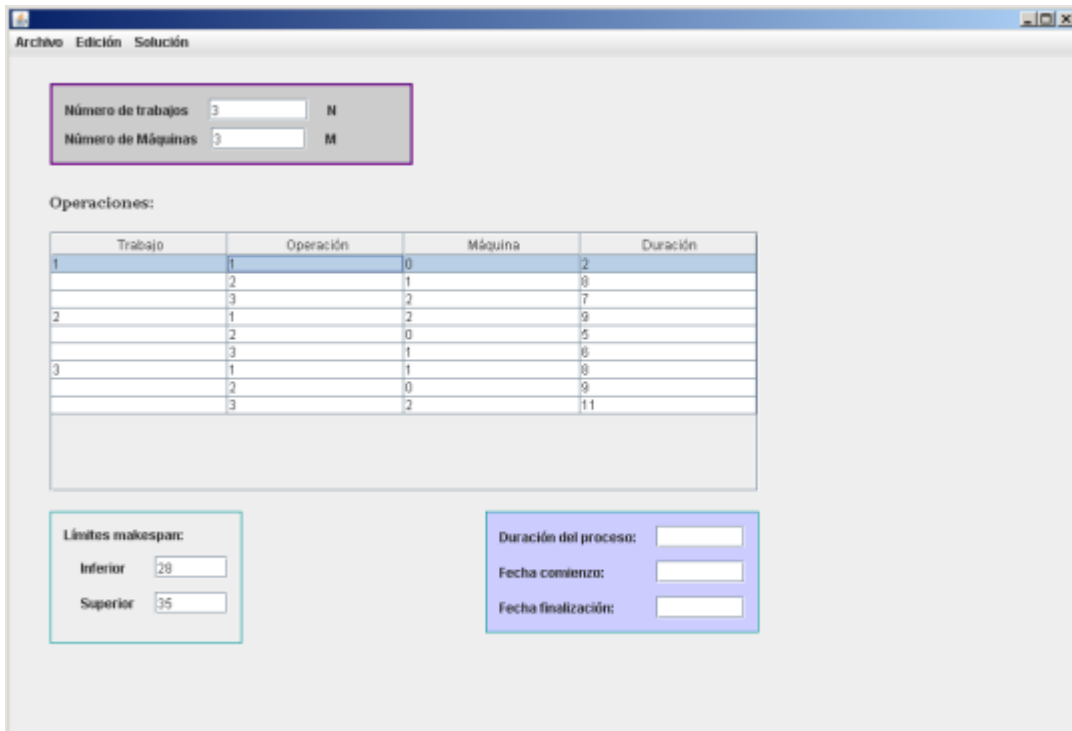 Archivo Edición Solución
Número de trabajos 3 N
Número de Máquinas 3 M
Operaciones:
Trabajo Operación Máquina Duración
1 1 0 2
2 1 8
3 2 7
2 1 2 9
2 0 5
3 1 6
3 1 1 8
2 0 9
3 2 11
Límites makespan:
Inferior 28
Superior 35
Duración del proceso:
Fecha comienzo:
Fecha finalización: